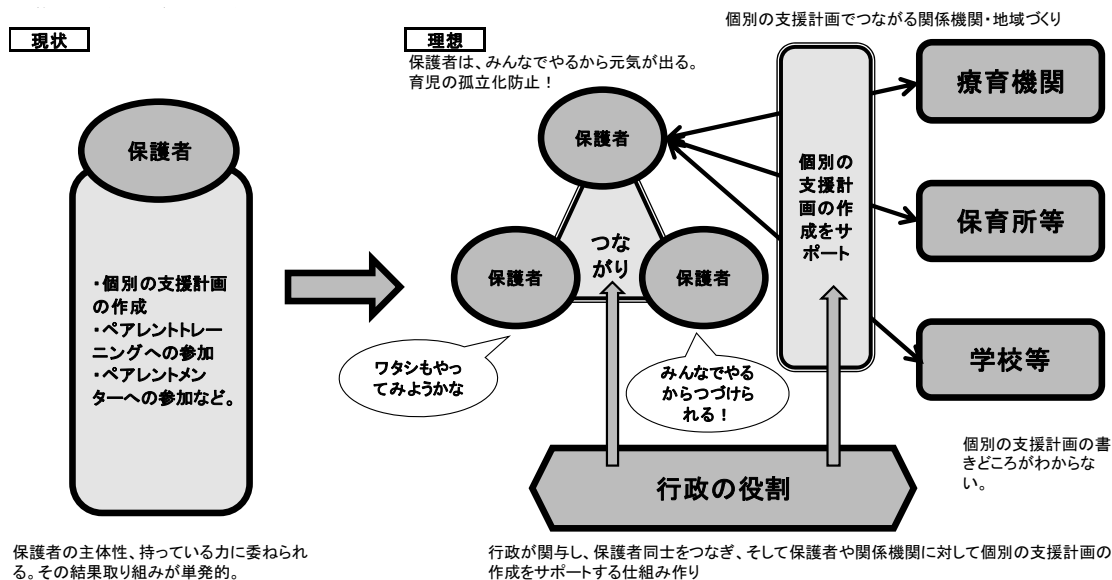 現状
保護者
・個別の支援計画
の作成
・ペアレントトレー
ニングへの参加
・ペアレントメン
ターへの参加など。
保護者の主体性、持っている力に委ねられ
る。その結果取り組みが単発的。
理想
保護者は、みんなでやるから元気が出る。
育児の孤立化防止！
保護者
つな
がり
保護者
保護者
ワタシもやっ
てみようかな
みんなでやる
からつづけら
れる！
個別の支援計画でつながる関係機関・地域づくり
個別の
支援計
画の作
成をサ
ポート
療育機関
保育所等
学校等
個別の支援計画の書
きどころがわからな
い。
行政の役割
行政が関与し、保護者同士をつなぎ、そして保護者や関係機関に対して個別の支援計画の
作成をサポートする仕組み作り